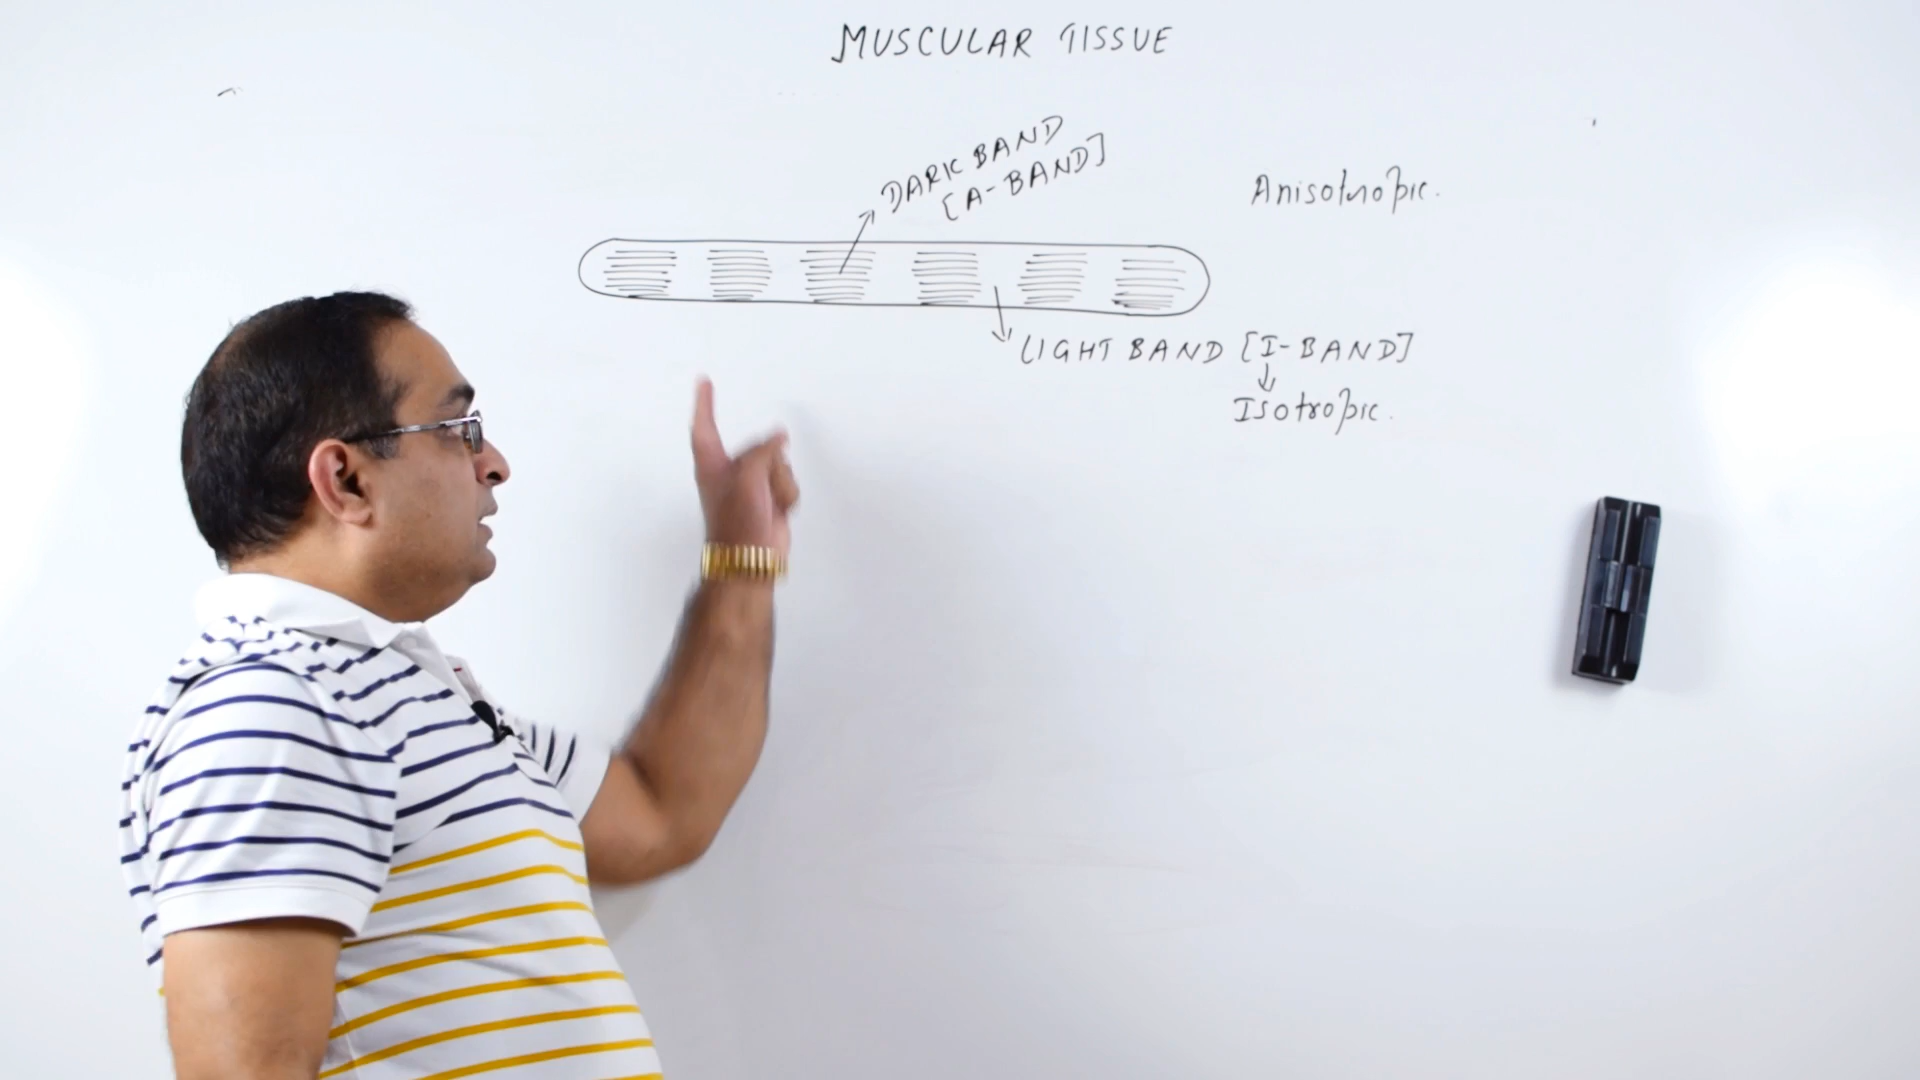 MUSCULAR TISSUE
DARK BAND
[A-BAND]
Anisotropic.
LIGHT BAND [I-BAND]
Isotropic.